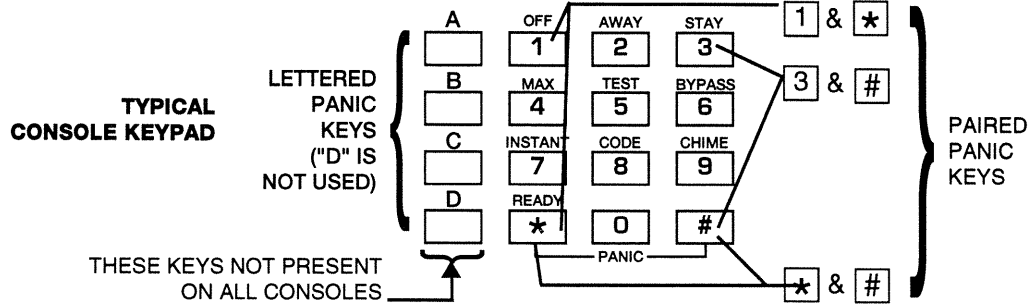 A OFF AWAY STAY 1 & *
1 2 3
LETTERED
PANIC
KEYS
("D" IS
NOT USED)
TYPICAL
CONSOLE KEYPAD
B MAX TEST BYPASS 3 & #
4 5 6
C INSTANT CODE CHIME
7 8 9
PAIRED
PANIC
KEYS
D READY
* 0 #
PANIC
THESE KEYS NOT PRESENT
ON ALL CONSOLES
* & #